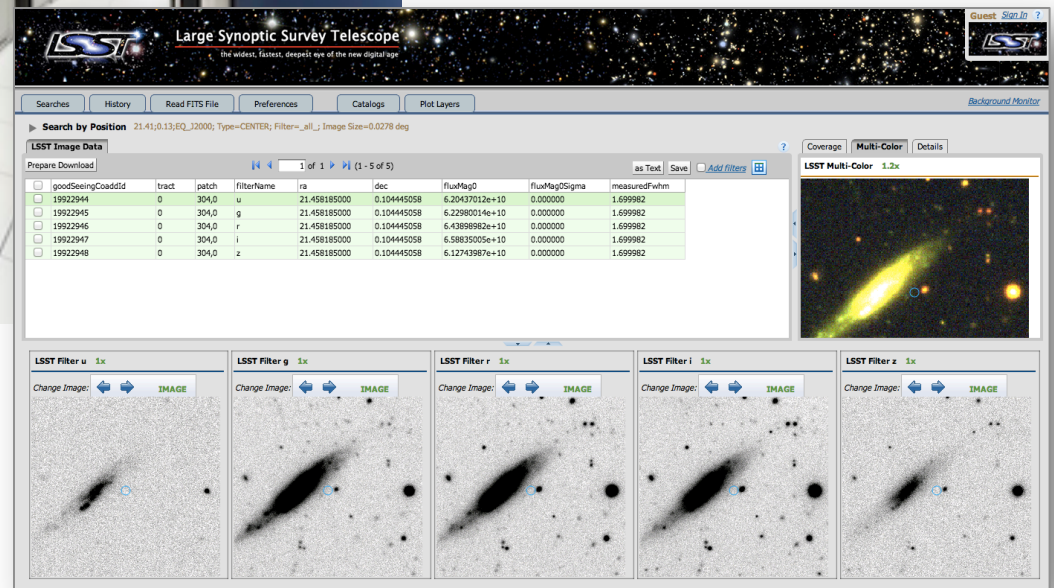 Guest Sign In ?
LSST
Large Synoptic Survey Telescope
the widest, fastest, deepest eye of the new digital age
LSST
Searches History Read FITS File Preferences Catalogs Plot Layers Background Monitor
Search by Position 21.41;0.13;EQ_J2000; Type=CENTER; Filter=_all_; Image Size=0.0278 deg
LSST Image Data ? Coverage Multi-Color Details
Prepare Download 1 of 1 (1 - 5 of 5) as Text Save Add filters
LSST Multi-Color 1.2x
goodSeeingCoaddId tract patch filterName ra dec fluxMag0 fluxMag0Sigma measuredFwhm
19922944 0 304,0 u 21.458185000 0.104445058 6.20437012e+10 0.000000 1.699982
19922945 0 304,0 g 21.458185000 0.104445058 6.22980014e+10 0.000000 1.699982
19922946 0 304,0 r 21.458185000 0.104445058 6.43898982e+10 0.000000 1.699982
19922947 0 304,0 i 21.458185000 0.104445058 6.58835005e+10 0.000000 1.699982
19922948 0 304,0 z 21.458185000 0.104445058 6.12743987e+10 0.000000 1.699982
LSST Filter u 1x LSST Filter g 1x LSST Filter r 1x LSST Filter i 1x LSST Filter z 1x
Change Image: IMAGE Change Image: IMAGE Change Image: IMAGE Change Image: IMAGE Change Image: IMAGE